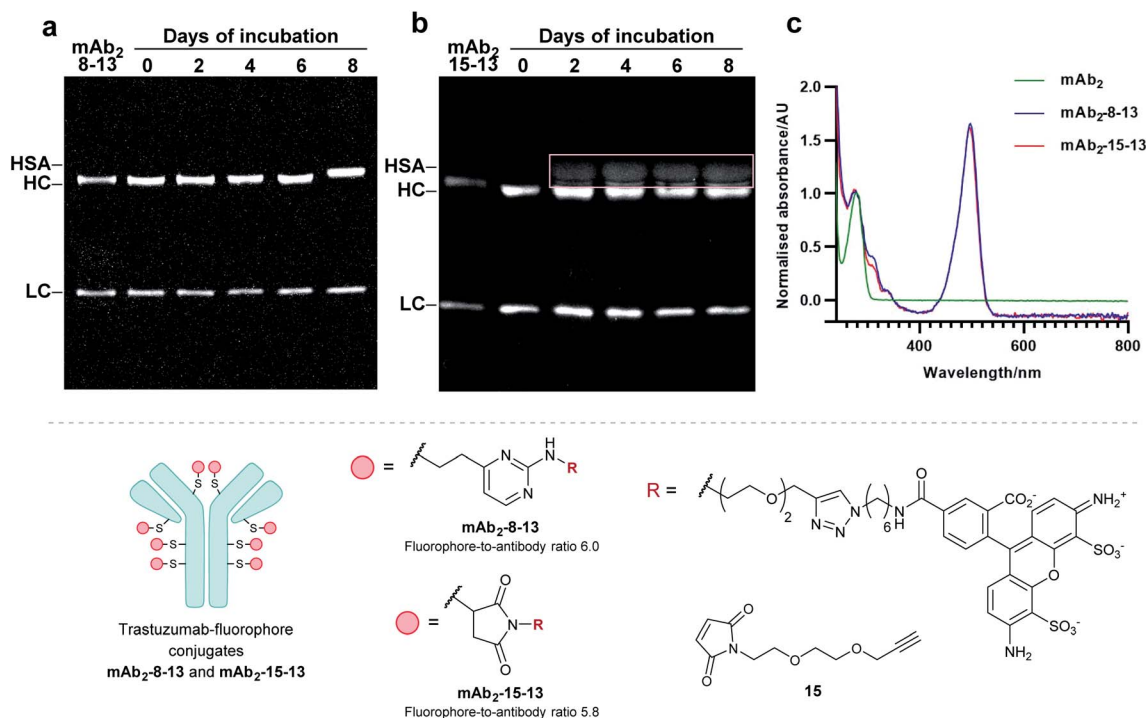 a
mAb2
8-13
Days of incubation
0 2 4 6 8
HSA
HC
LC
b
mAb2
15-13
Days of incubation
0 2 4 6 8
HSA
HC
LC
c
Normalised absorbance/AU
2.0
1.5
1.0
0.5
0.0
400 600 800
Wavelength/nm
mAb2
mAb2-8-13
mAb2-15-13
S S
S S
S S
S S
Trastuzumab-fluorophore
conjugates
mAb2-8-13 and mAb2-15-13
=
N
N
H
N
R
mAb2-8-13
Fluorophore-to-antibody ratio 6.0
=
O
N-R
O
mAb2-15-13
Fluorophore-to-antibody ratio 5.8
R =
O
2
N=N
N
6
NH
O
CO2-
NH2+
SO3-
O
SO3-
NH2
O
N
O
O
O
15